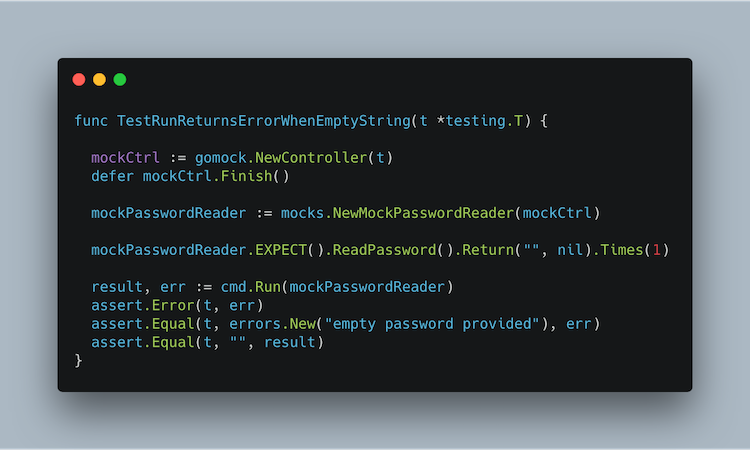 func TestRunReturnsErrorWhenEmptyString(t *testing.T) {
mockCtrl := gomock.NewController(t)
defer mockCtrl.Finish()
mockPasswordReader := mocks.NewMockPasswordReader(mockCtrl)
mockPasswordReader.EXPECT().ReadPassword().Return("", nil).Times(1)
result, err := cmd.Run(mockPasswordReader)
assert.Error(t, err)
assert.Equal(t, errors.New("empty password provided"), err)
assert.Equal(t, "", result)
}